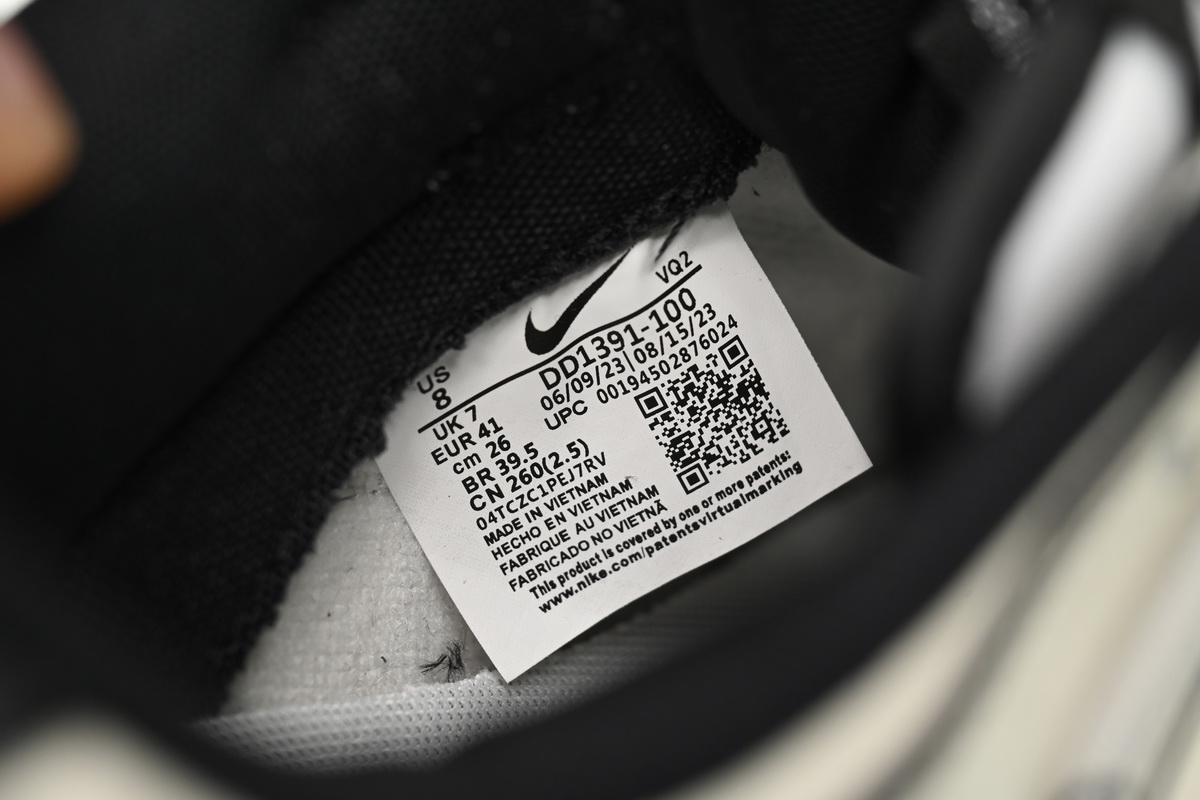 VQ2
US
8
DD1391-100
06/09/23|08/15/23
UPC 00194502876024
UK 7
EUR 41
cm 26
BR 39.5
CN 260(2.5)
04TCZC1PEJ7RV
MADE IN VIETNAM
HECHO EN VIETNAM
FABRIQUE AU VIETNAM
FABRICADO NO VIETNÃ
This product is covered by one or more patents:
www.nike.com/patentsvirtualmarking